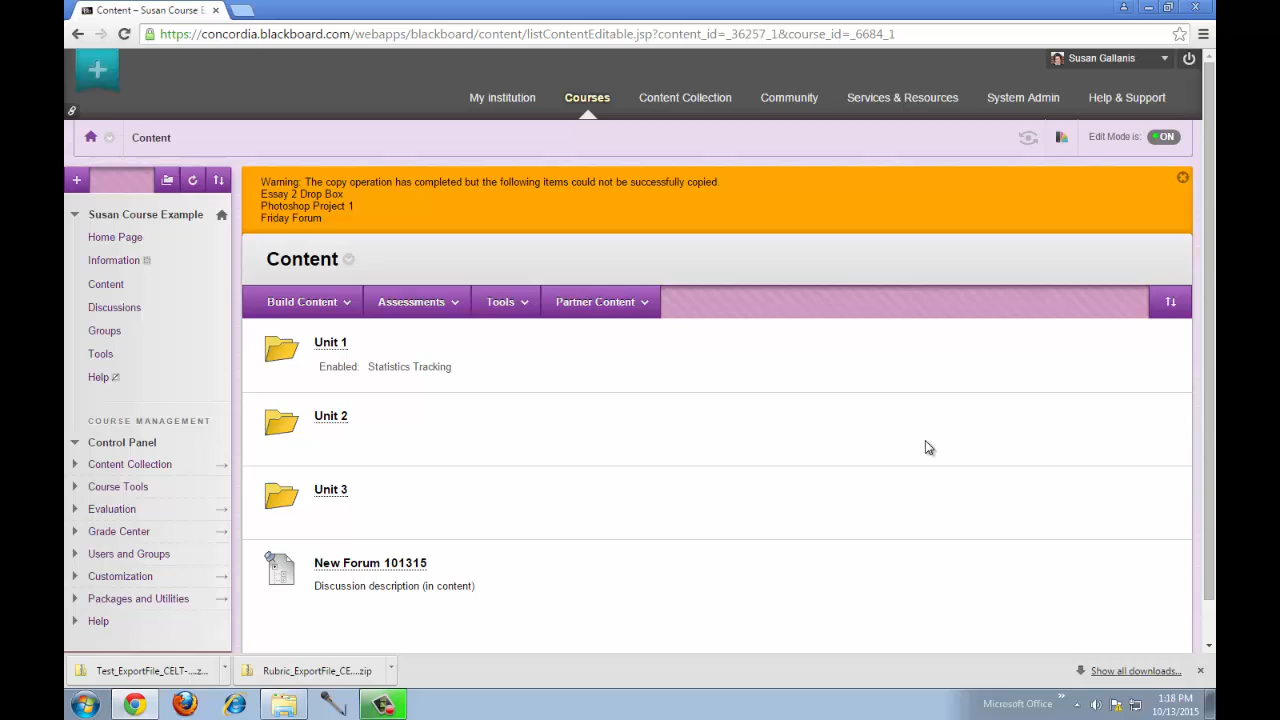 Content – Susan Course E
https://concordia.blackboard.com/webapps/blackboard/content/listContentEditable.jsp?content_id=_36257_1&course_id=_6684_1
Susan Gallanis
My institution Courses Content Collection Community Services & Resources System Admin Help & Support
Content
Edit Mode is: ON
Warning: The copy operation has completed but the following items could not be successfully copied.
Essay 2 Drop Box
Photoshop Project 1
Friday Forum
Susan Course Example
Home Page
Information
Content
Discussions
Groups
Tools
Help
COURSE MANAGEMENT
Control Panel
Content Collection
Course Tools
Evaluation
Grade Center
Users and Groups
Customization
Packages and Utilities
Help
Content
Build Content Assessments Tools Partner Content
Unit 1
Enabled: Statistics Tracking
Unit 2
Unit 3
New Forum 101315
Discussion description (in content)
Test_ExportFile_CELT-....z... Rubric_ExportFile_CE....zip Show all downloads...
Microsoft Office
1:18 PM
10/13/2015